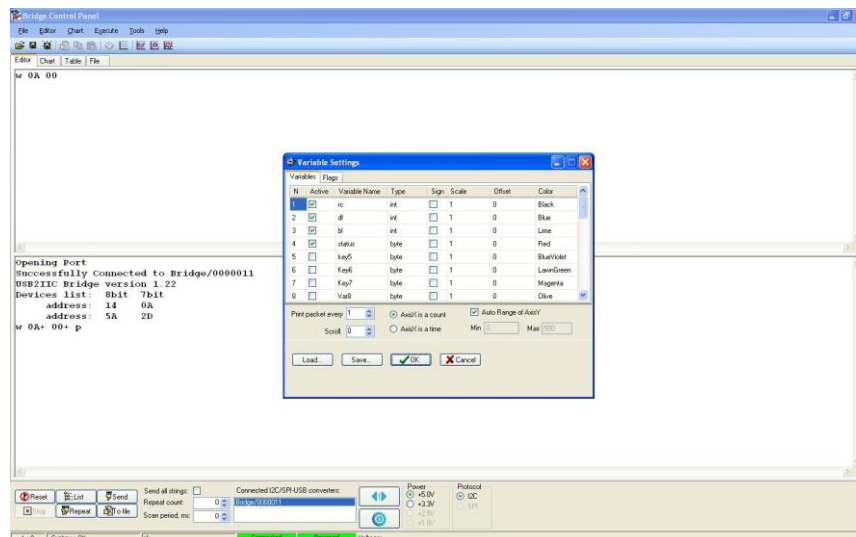 Bridge Control Panel
File Editor Chart Execute Tools Help
Editor Chart Table File
w 0A 00
Variable Settings
Variables Flags
N Active Variable Name Type Sign Scale Offset Color
1 rc int 1 0 Black
2 df int 1 0 Blue
3 bl int 1 0 Lime
4 status byte 1 0 Red
5 key5 byte 1 0 BlueViolet
6 Key6 byte 1 0 LawnGreen
7 Key7 byte 1 0 Magenta
8 Var8 byte 1 0 Olive
Print packet every 1 AxisX is a count Auto Range of AxisY
Scroll 0 AxisX is a time Min 0 Max 500
Load... Save... OK Cancel
Opening Port
Successfully Connected to Bridge/0000011
USB2IIC Bridge version 1.22
Devices list: 8bit 7bit
address: 14 0A
address: 5A 2D
w 0A+ 00+ p
Reset List Send Send all strings: Connected I2C/SPI-USB converters: Power Protocol
Repeat count: 0 Bridge/0000011 +5.0V I2C
Stop Repeat To file +3.3V SPI
Scan period, ms: 0 +2.5V
+1.8V